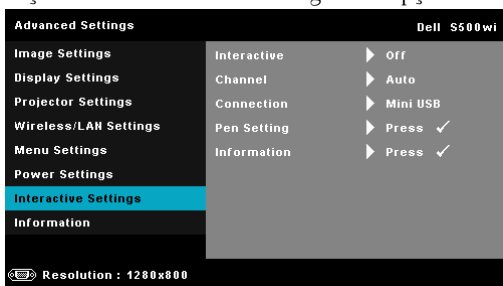 Advanced Settings Dell S500wi
Image Settings
Display Settings
Projector Settings
Wireless/LAN Settings
Menu Settings
Power Settings
Interactive Settings
Information
Interactive Off
Channel Auto
Connection Mini USB
Pen Setting Press ✓
Information Press ✓
Resolution : 1280x800